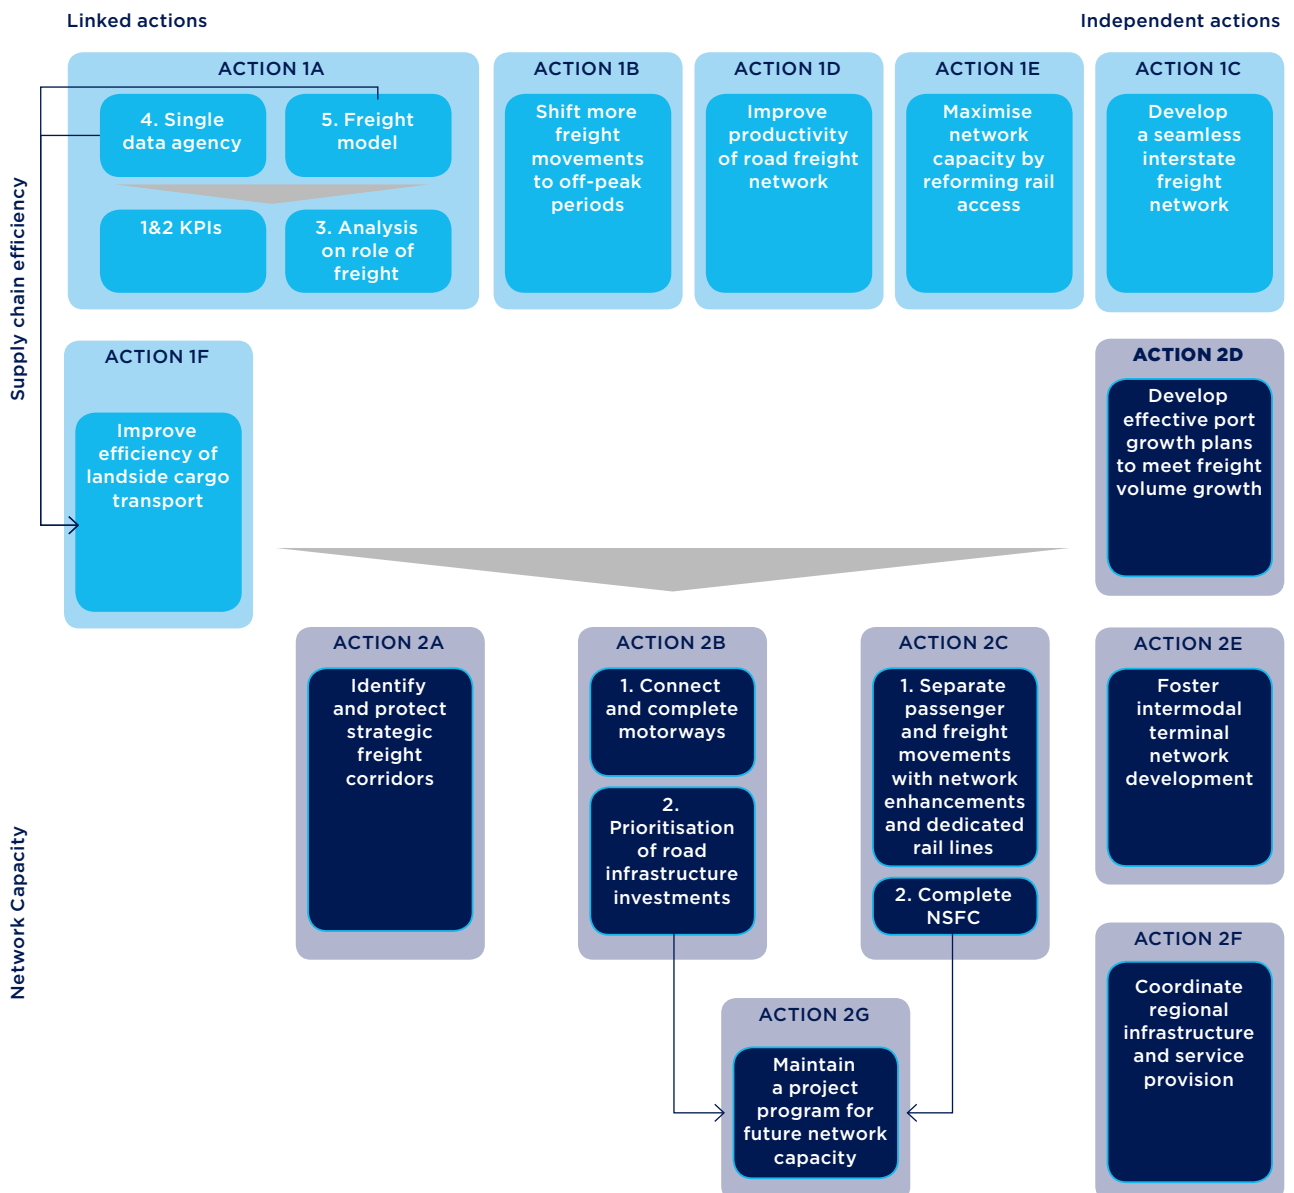 Linked actions
Independent actions
Supply chain efficiency
ACTION 1A
4. Single
data agency
5. Freight
model
1&2 KPIs
3. Analysis
on role of
freight
ACTION 1B
Shift more
freight
movements
to off-peak
periods
ACTION 1D
Improve
productivity
of road freight
network
ACTION 1E
Maximise
network
capacity by
reforming rail
access
ACTION 1C
Develop
a seamless
interstate
freight
network
ACTION 1F
Improve
efficiency of
landside cargo
transport
ACTION 2D
Develop
effective port
growth plans
to meet freight
volume growth
Network Capacity
ACTION 2A
Identify
and protect
strategic
freight
corridors
ACTION 2B
1. Connect
and complete
motorways
2.
Prioritisation
of road
infrastructure
investments
ACTION 2C
1. Separate
passenger
and freight
movements
with network
enhancements
and dedicated
rail lines
2. Complete
NSFC
ACTION 2E
Foster
intermodal
terminal
network
development
ACTION 2G
Maintain
a project
program for
future network
capacity
ACTION 2F
Coordinate
regional
infrastructure
and service
provision